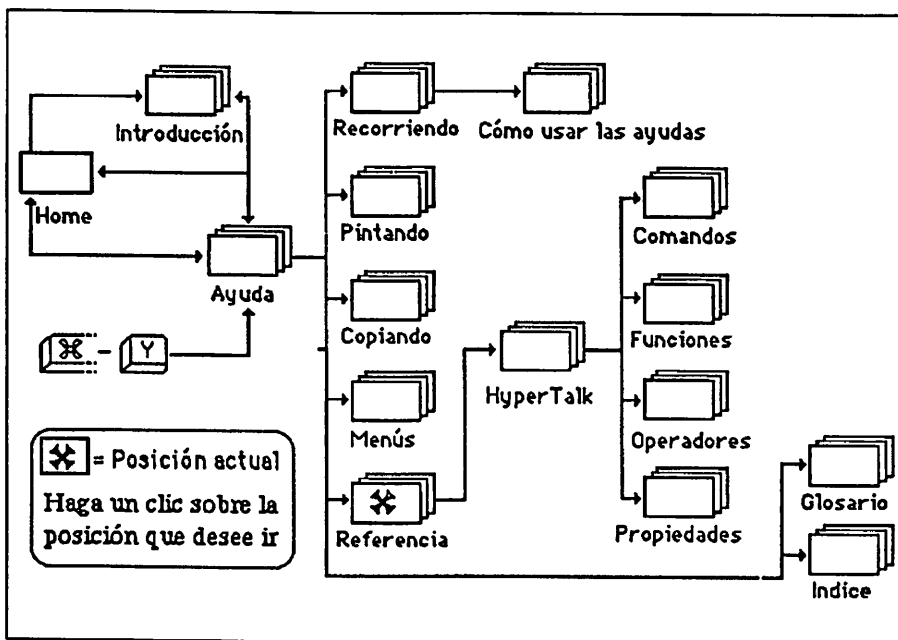 Introducción
Recorriendo
Cómo usar las ayudas
Home
Pintando
Comandos
Ayuda
Copiando
Funciones
⌘ - Y
HyperTalk
Menús
Operadores
= Posición actual
Haga un clic sobre la
posición que desee ir
Referencia
Propiedades
Glosario
Indice